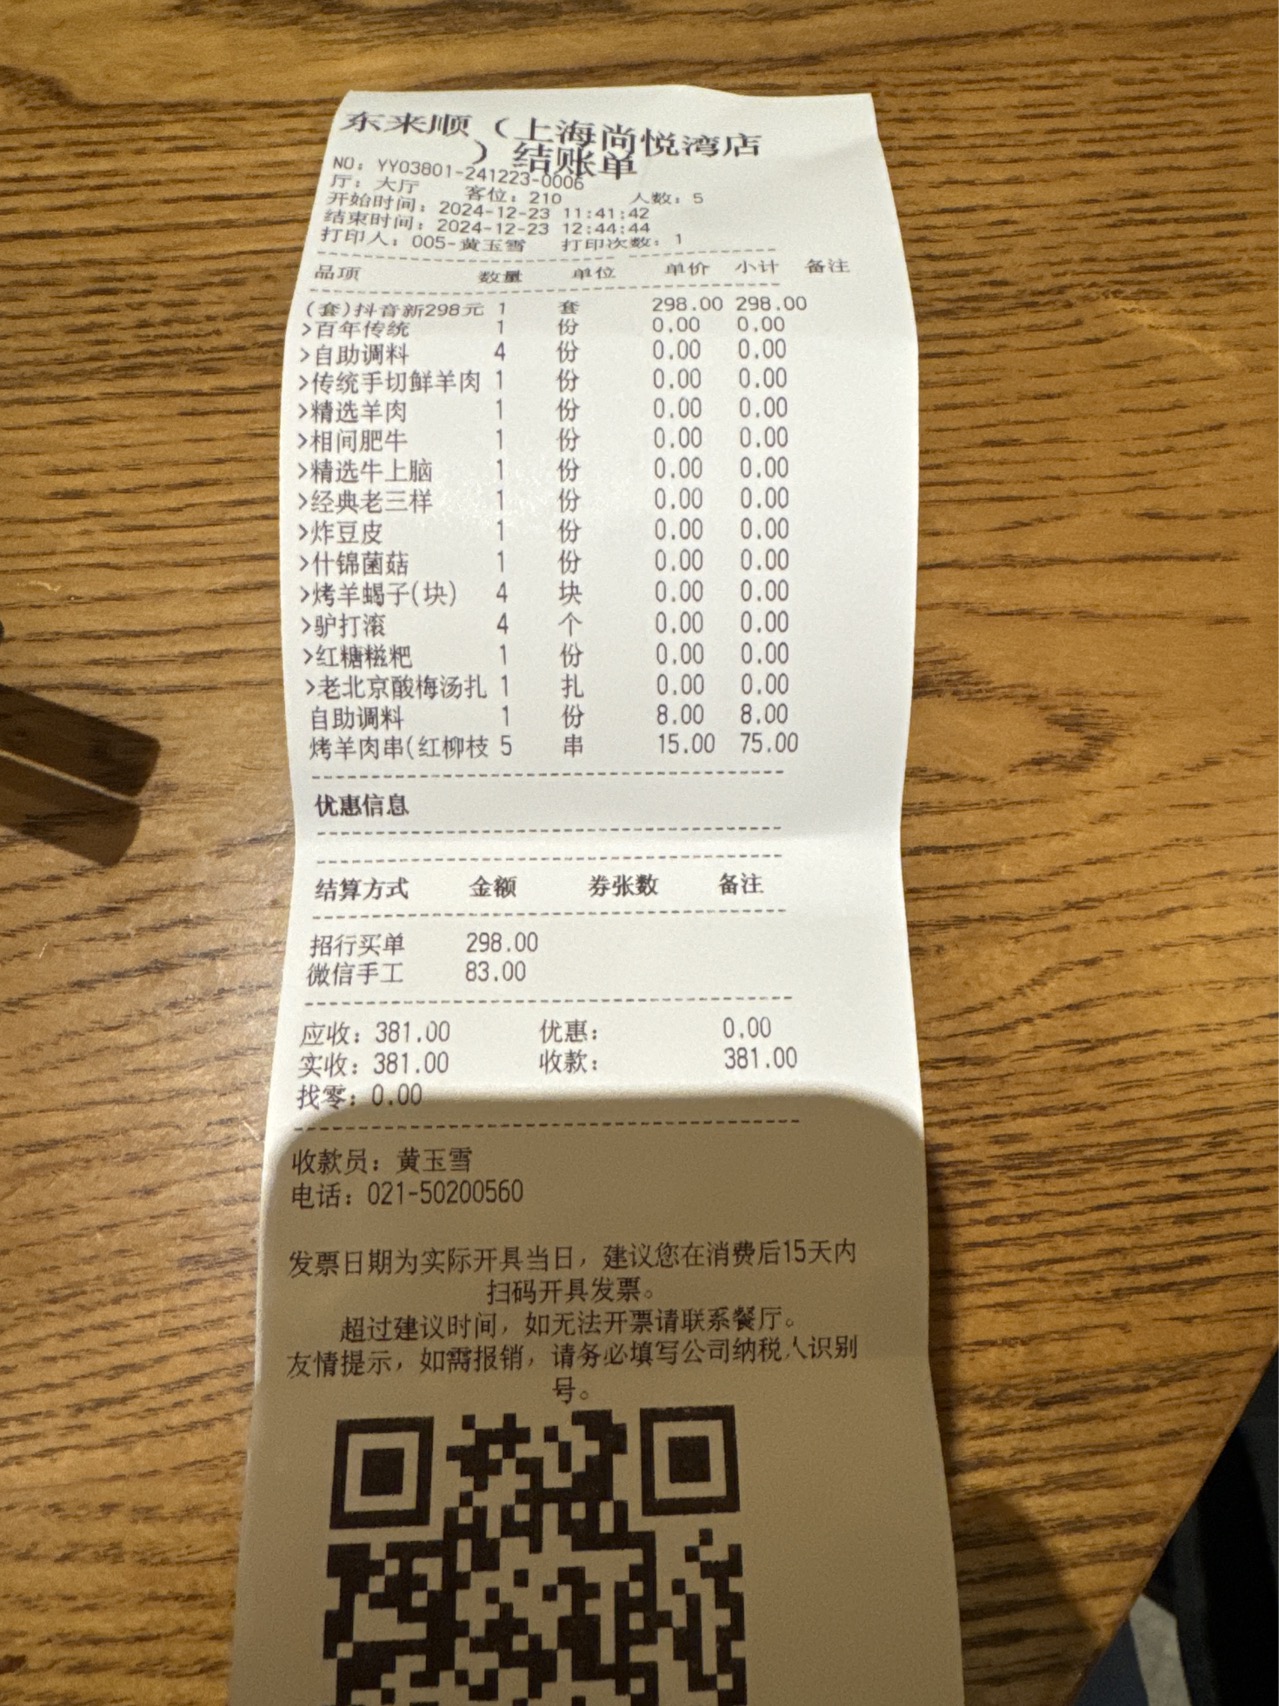 东来顺（上海尚悦湾店
）结账单
NO：YY03801-241223-0006
厅：大厅 客位：210 人数：5
开始时间：2024-12-23 11:41:42
结束时间：2024-12-23 12:44:44
打印人：005-黄玉雪 打印次数：1
品项 数量 单位 单价 小计 备注
(套)抖音新298元 1 套 298.00 298.00
>百年传统 1 份 0.00 0.00
>自助调料 4 份 0.00 0.00
>传统手切鲜羊肉 1 份 0.00 0.00
>精选羊肉 1 份 0.00 0.00
>相间肥牛 1 份 0.00 0.00
>精选牛上脑 1 份 0.00 0.00
>经典老三样 1 份 0.00 0.00
>炸豆皮 1 份 0.00 0.00
>什锦菌菇 1 份 0.00 0.00
>烤羊蝎子(块) 4 块 0.00 0.00
>驴打滚 4 个 0.00 0.00
>红糖糍粑 1 份 0.00 0.00
>老北京酸梅汤扎 1 扎 0.00 0.00
自助调料 1 份 8.00 8.00
烤羊肉串(红柳枝 5 串 15.00 75.00
优惠信息
结算方式 金额 券张数 备注
招行买单 298.00
微信手工 83.00
应收：381.00 优惠： 0.00
实收：381.00 收款： 381.00
找零：0.00
收款员：黄玉雪
电话：021-50200560
发票日期为实际开具当日，建议您在消费后15天内
扫码开具发票。
超过建议时间，如无法开票请联系餐厅。
友情提示，如需报销，请务必填写公司纳税人识别
号。